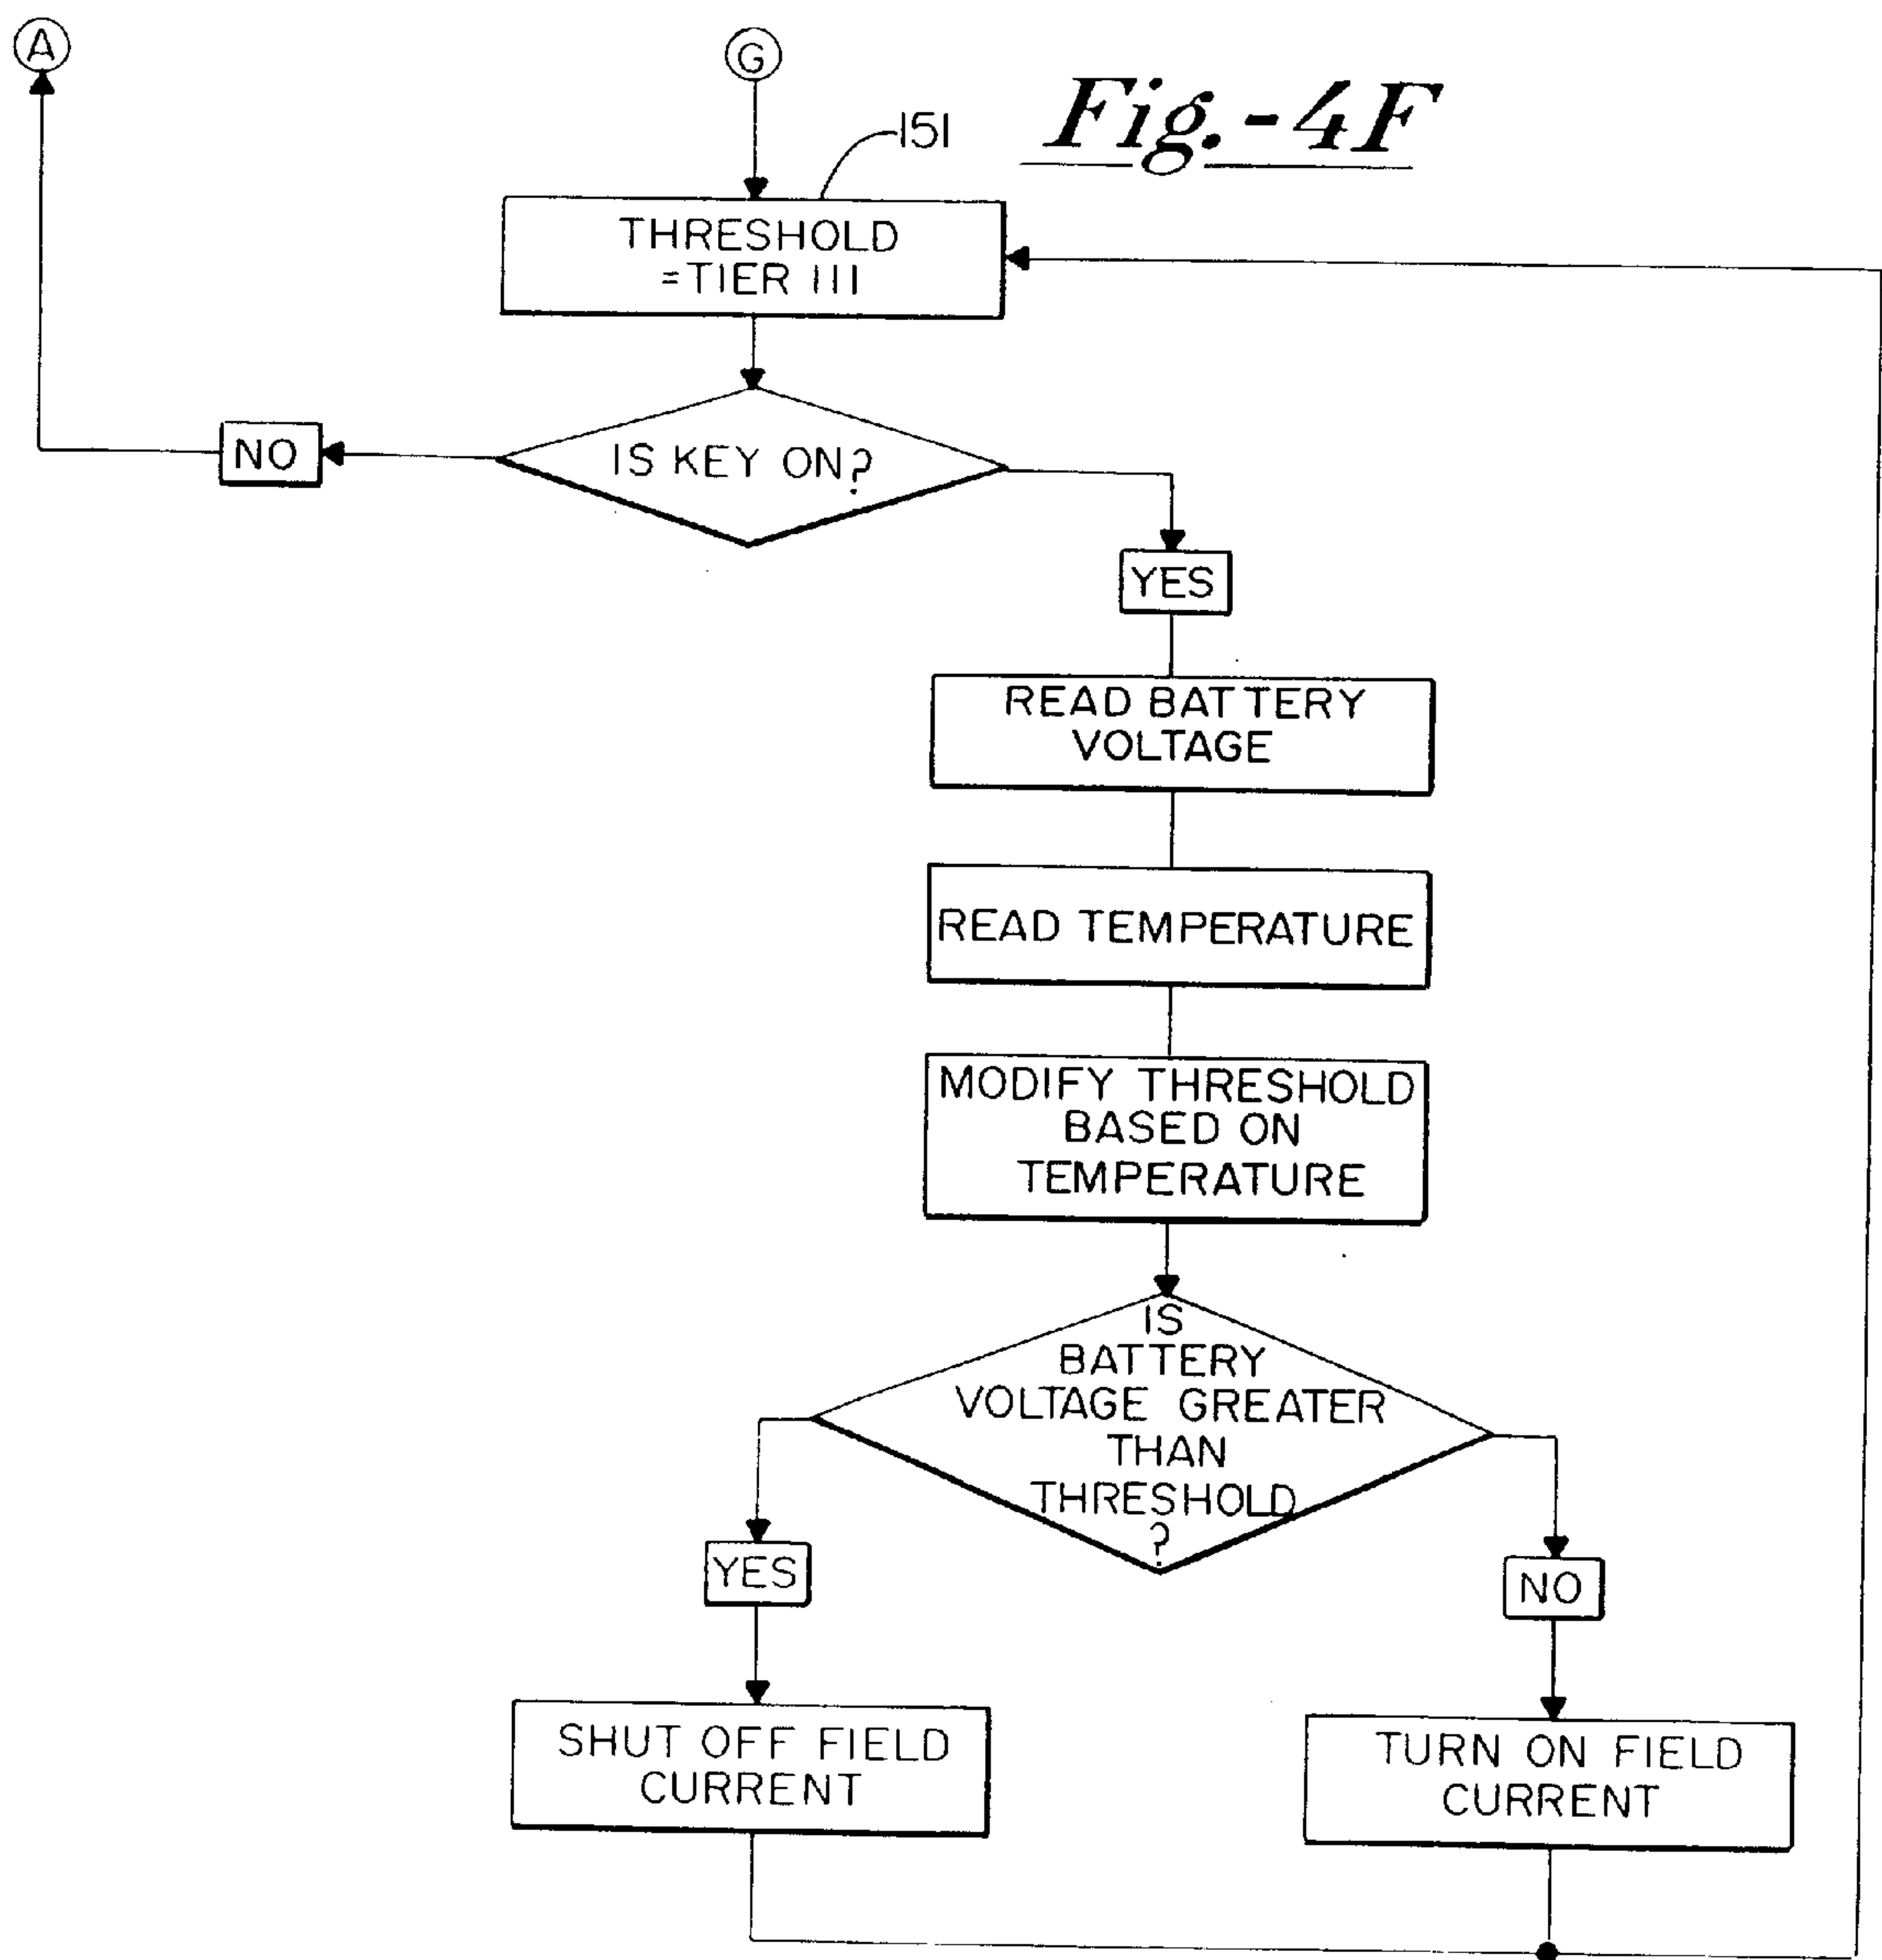 A
G
Fig.-4F
151
THRESHOLD
=TIER III
IS KEY ON?
NO
YES
READ BATTERY
VOLTAGE
READ TEMPERATURE
MODIFY THRESHOLD
BASED ON
TEMPERATURE
IS
BATTERY
VOLTAGE GREATER
THAN
THRESHOLD
?
YES
NO
SHUT OFF FIELD
CURRENT
TURN ON FIELD
CURRENT